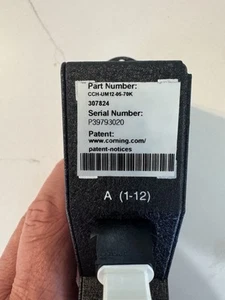 Part Number:
CCH-UM12-05-79K
307824
Serial Number:
P39793020
Patent:
www.corning.com/
patent-notices
A (1-12)